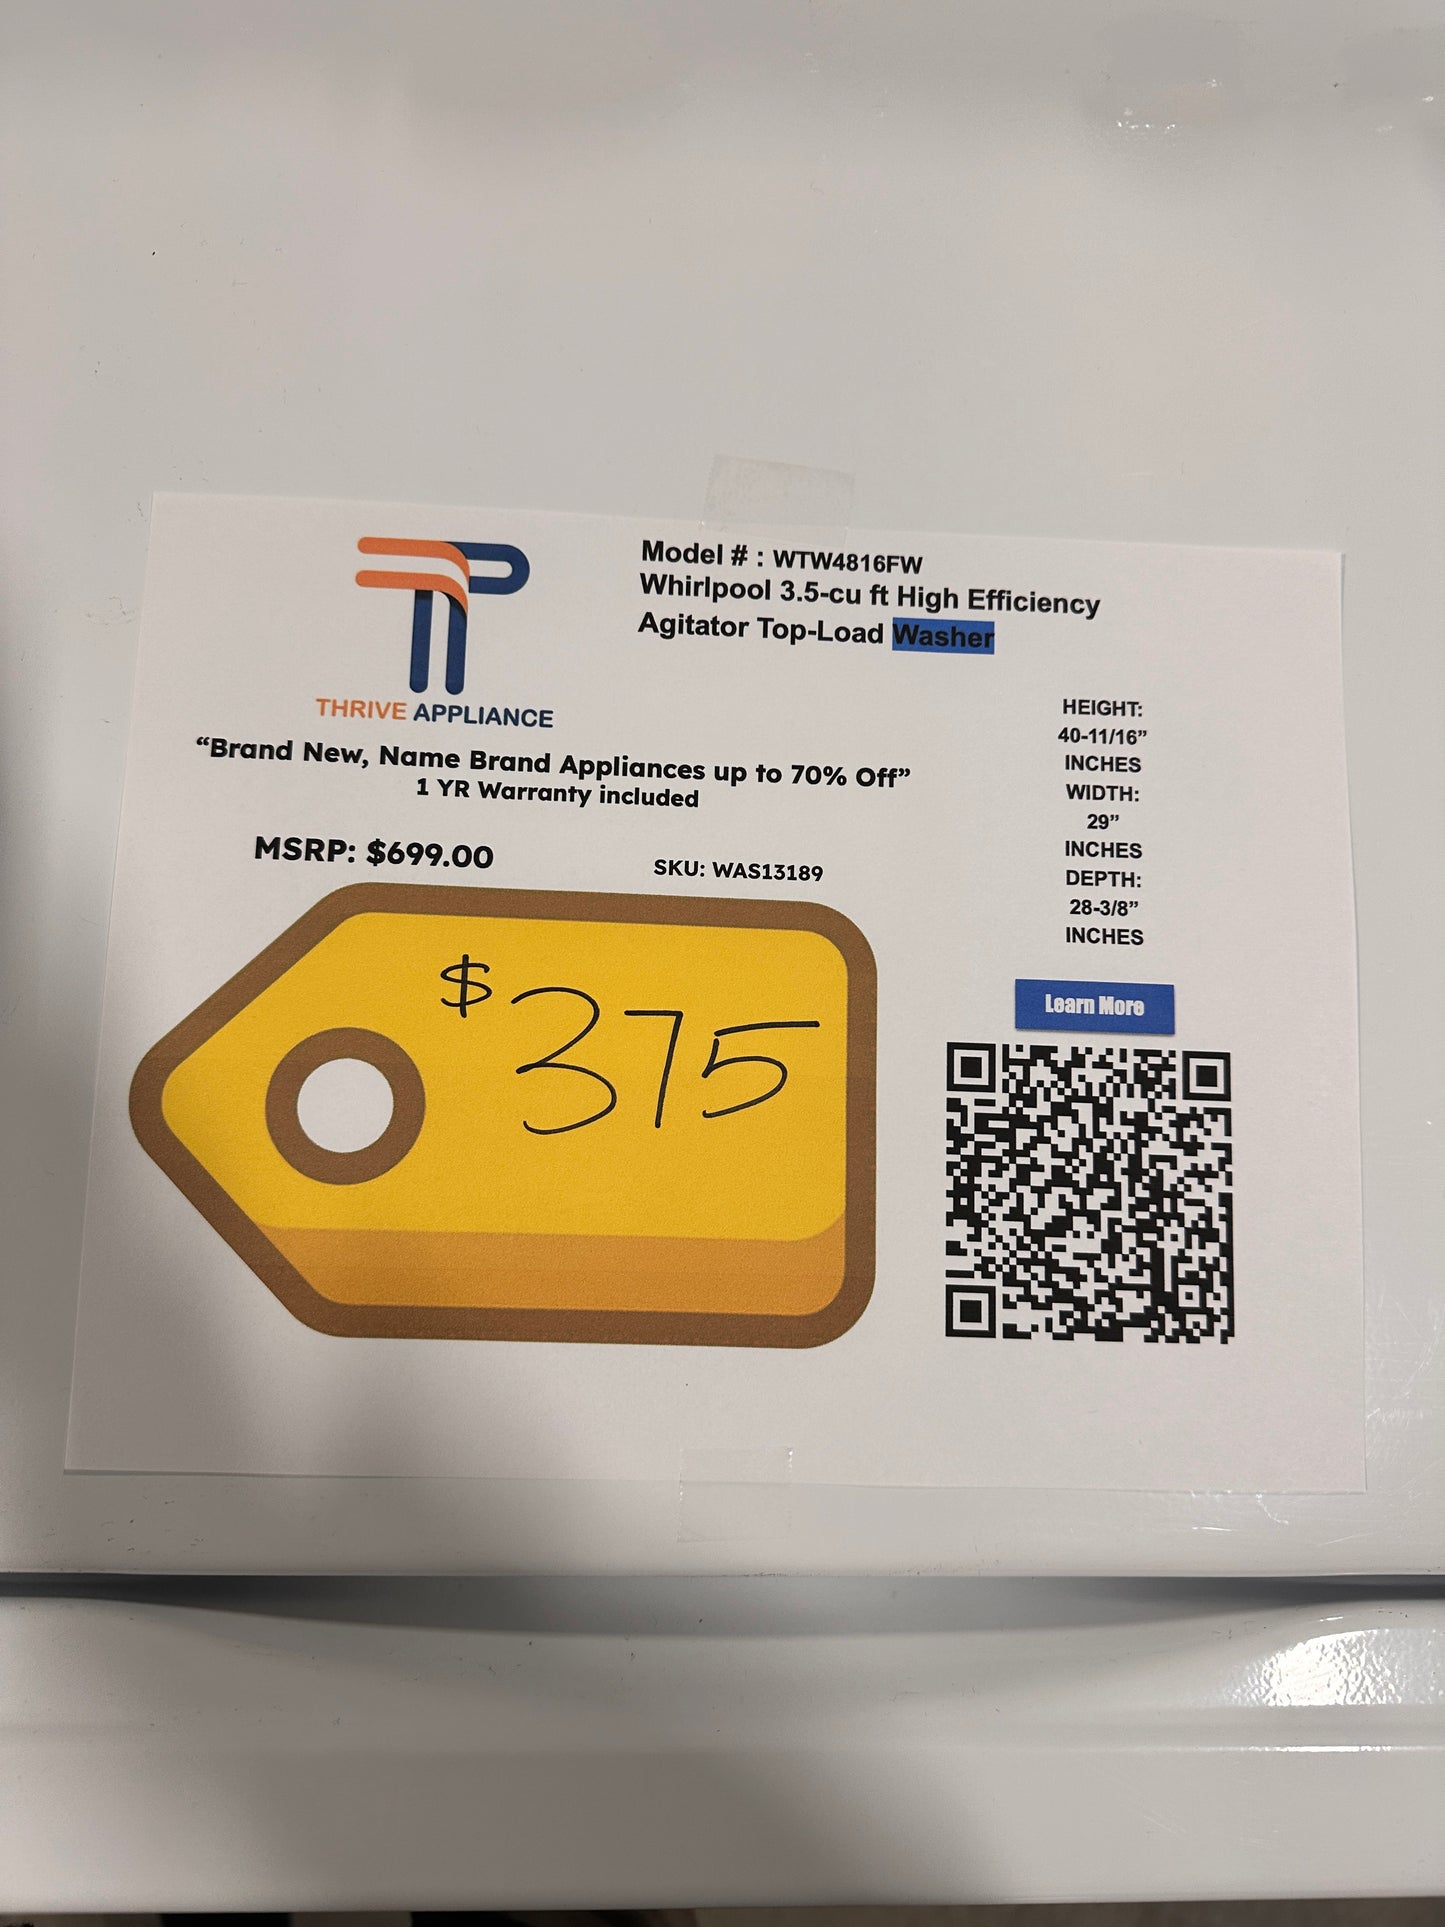 THRIVE APPLIANCE
Model # : WTW4816FW
Whirlpool 3.5-cu ft High Efficiency
Agitator Top-Load Washer
“Brand New, Name Brand Appliances up to 70% Off”
1 YR Warranty included
MSRP: $699.00
SKU: WAS13189
$375
HEIGHT:
40-11/16”
INCHES
WIDTH:
29”
INCHES
DEPTH:
28-3/8”
INCHES
Learn More